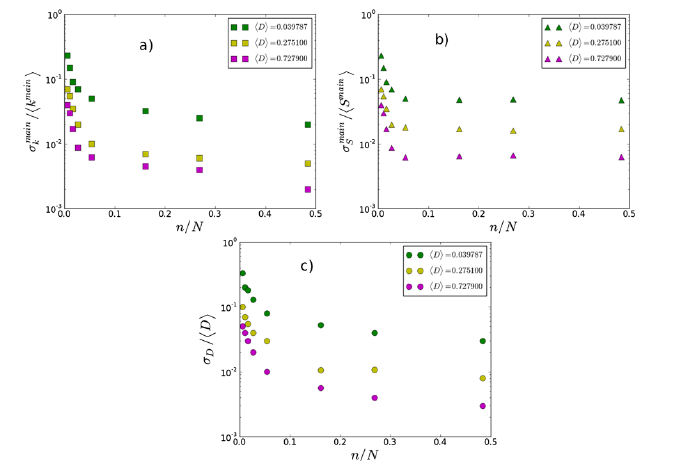 10^0
10^-1
10^-2
10^-3
σ_k^main/⟨k^main⟩
a)
⟨D⟩=0.039787
⟨D⟩=0.275100
⟨D⟩=0.727900
0.0 0.1 0.2 0.3 0.4 0.5
n/N
10^0
10^-1
10^-2
10^-3
σ_S^main/⟨S^main⟩
b)
⟨D⟩=0.039787
⟨D⟩=0.275100
⟨D⟩=0.727900
0.0 0.1 0.2 0.3 0.4 0.5
n/N
10^0
10^-1
10^-2
10^-3
σ_D/⟨D⟩
c)
⟨D⟩=0.039787
⟨D⟩=0.275100
⟨D⟩=0.727900
0.0 0.1 0.2 0.3 0.4 0.5
n/N